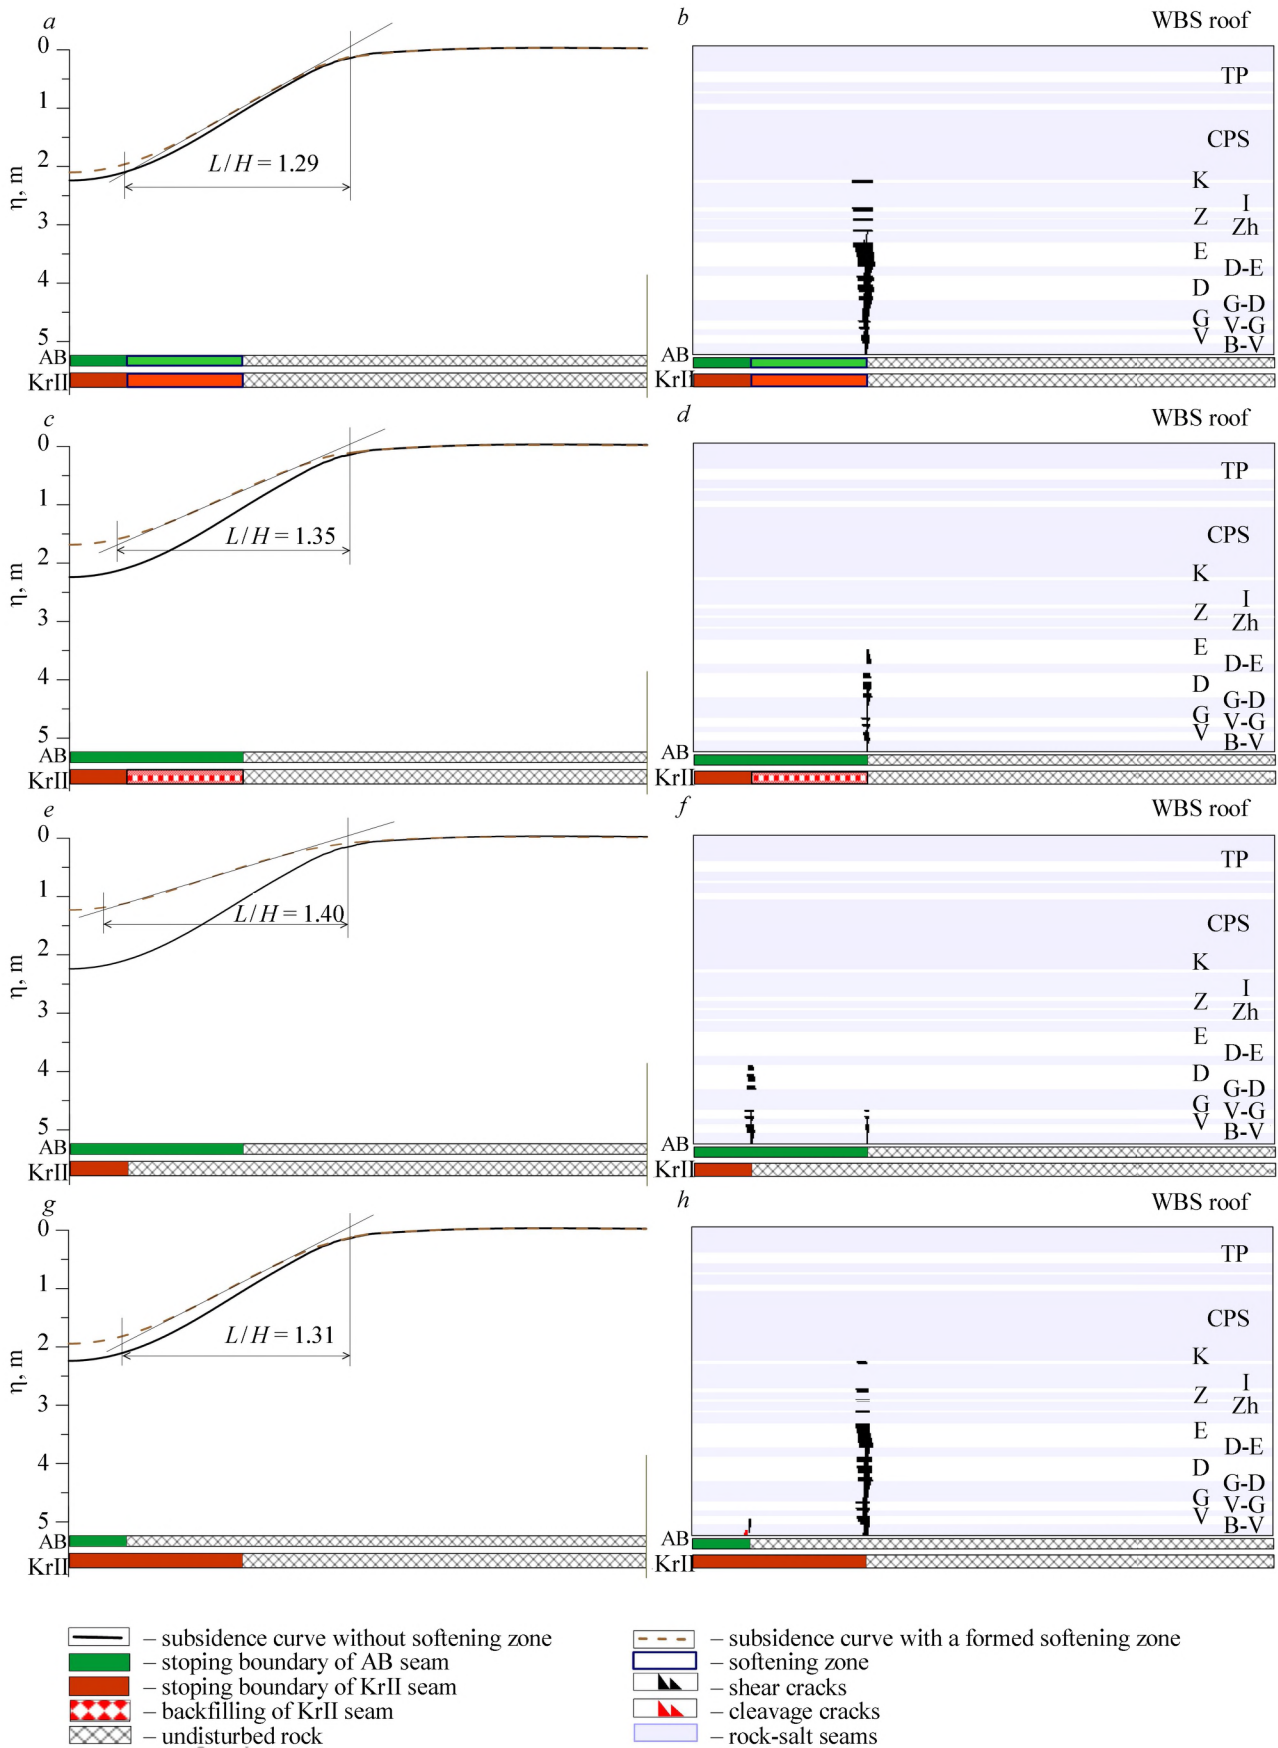 a
0
1
2
3
4
5
η, m
L/H = 1.29
AB
KrII
b
WBS roof
TP
CPS
K
I
Z
Zh
E
D-E
D
G-D
G
V-G
V
B-V
AB
KrII
c
0
1
2
3
4
5
η, m
L/H = 1.35
AB
KrII
d
WBS roof
TP
CPS
K
I
Z
Zh
E
D-E
D
G-D
G
V-G
V
B-V
AB
KrII
e
0
1
2
3
4
5
η, m
L/H = 1.40
AB
KrII
f
WBS roof
TP
CPS
K
I
Z
Zh
E
D-E
D
G-D
G
V-G
V
B-V
AB
KrII
g
0
1
2
3
4
5
η, m
L/H = 1.31
AB
KrII
h
WBS roof
TP
CPS
K
I
Z
Zh
E
D-E
D
G-D
G
V-G
V
B-V
AB
KrII
– subsidence curve without softening zone
– stoping boundary of AB seam
– stoping boundary of KrII seam
– backfilling of KrII seam
– undisturbed rock
– subsidence curve with a formed softening zone
– softening zone
– shear cracks
– cleavage cracks
– rock-salt seams